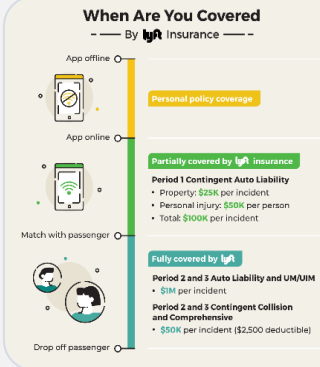 When Are You Covered
By lyft Insurance
App offline
Personal policy coverage
App online
Partially covered by lyft insurance
Period 1 Contingent Auto Liability
• Property: $25K per incident
• Personal injury: $50K per person
• Total: $100K per incident
Match with passenger
Fully covered by lyft
Period 2 and 3 Auto Liability and UM/UIM
• $1M per incident
Period 2 and 3 Contingent Collision
and Comprehensive
• $50K per incident ($2,500 deductible)
Drop off passenger